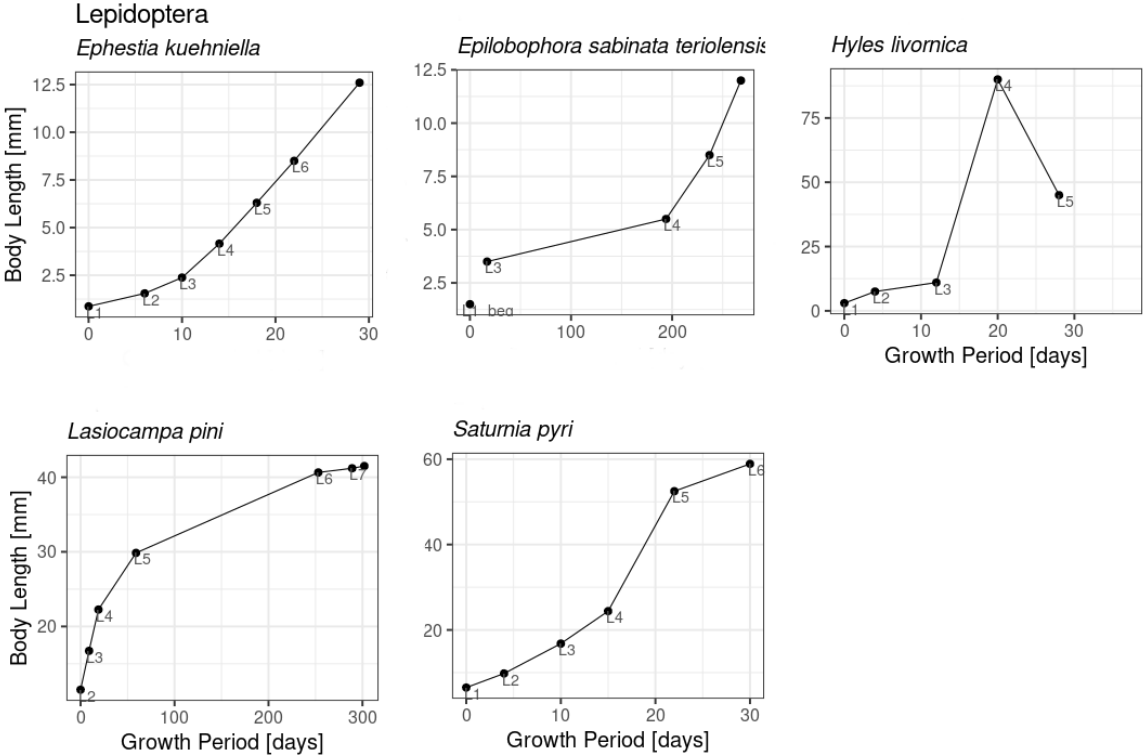 Lepidoptera
Ephestia kuehniella
Epilobophora sabinata teriolensis
Hyles livornica
Body Length [mm]
12.5
10.0
7.5
5.0
2.5
L1
L2
L3
L4
L5
L6
0
10
20
30
12.5
10.0
7.5
5.0
2.5
L1 beg
L3
L4
L5
0
100
200
75
50
25
0
L1
L2
L3
L4
L5
0
10
20
30
Growth Period [days]
Lasiocampa pini
Saturnia pyri
Body Length [mm]
40
30
20
L2
L3
L4
L5
L6
L7
0
100
200
300
Growth Period [days]
60
40
20
L1
L2
L3
L4
L5
L6
0
10
20
30
Growth Period [days]